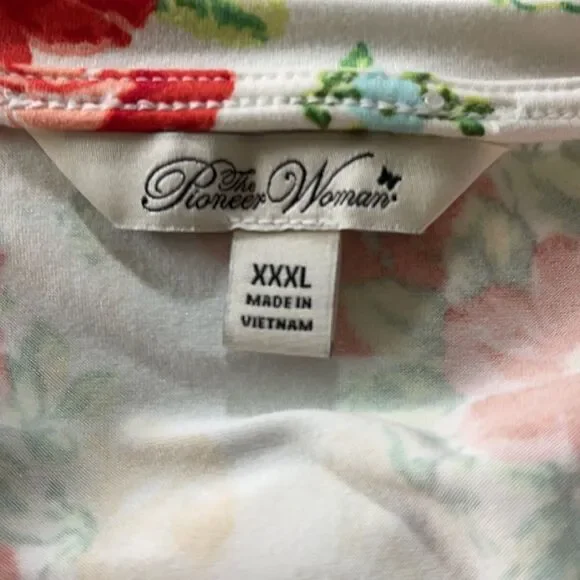 The
Pioneer Woman
XXXL
MADE IN
VIETNAM